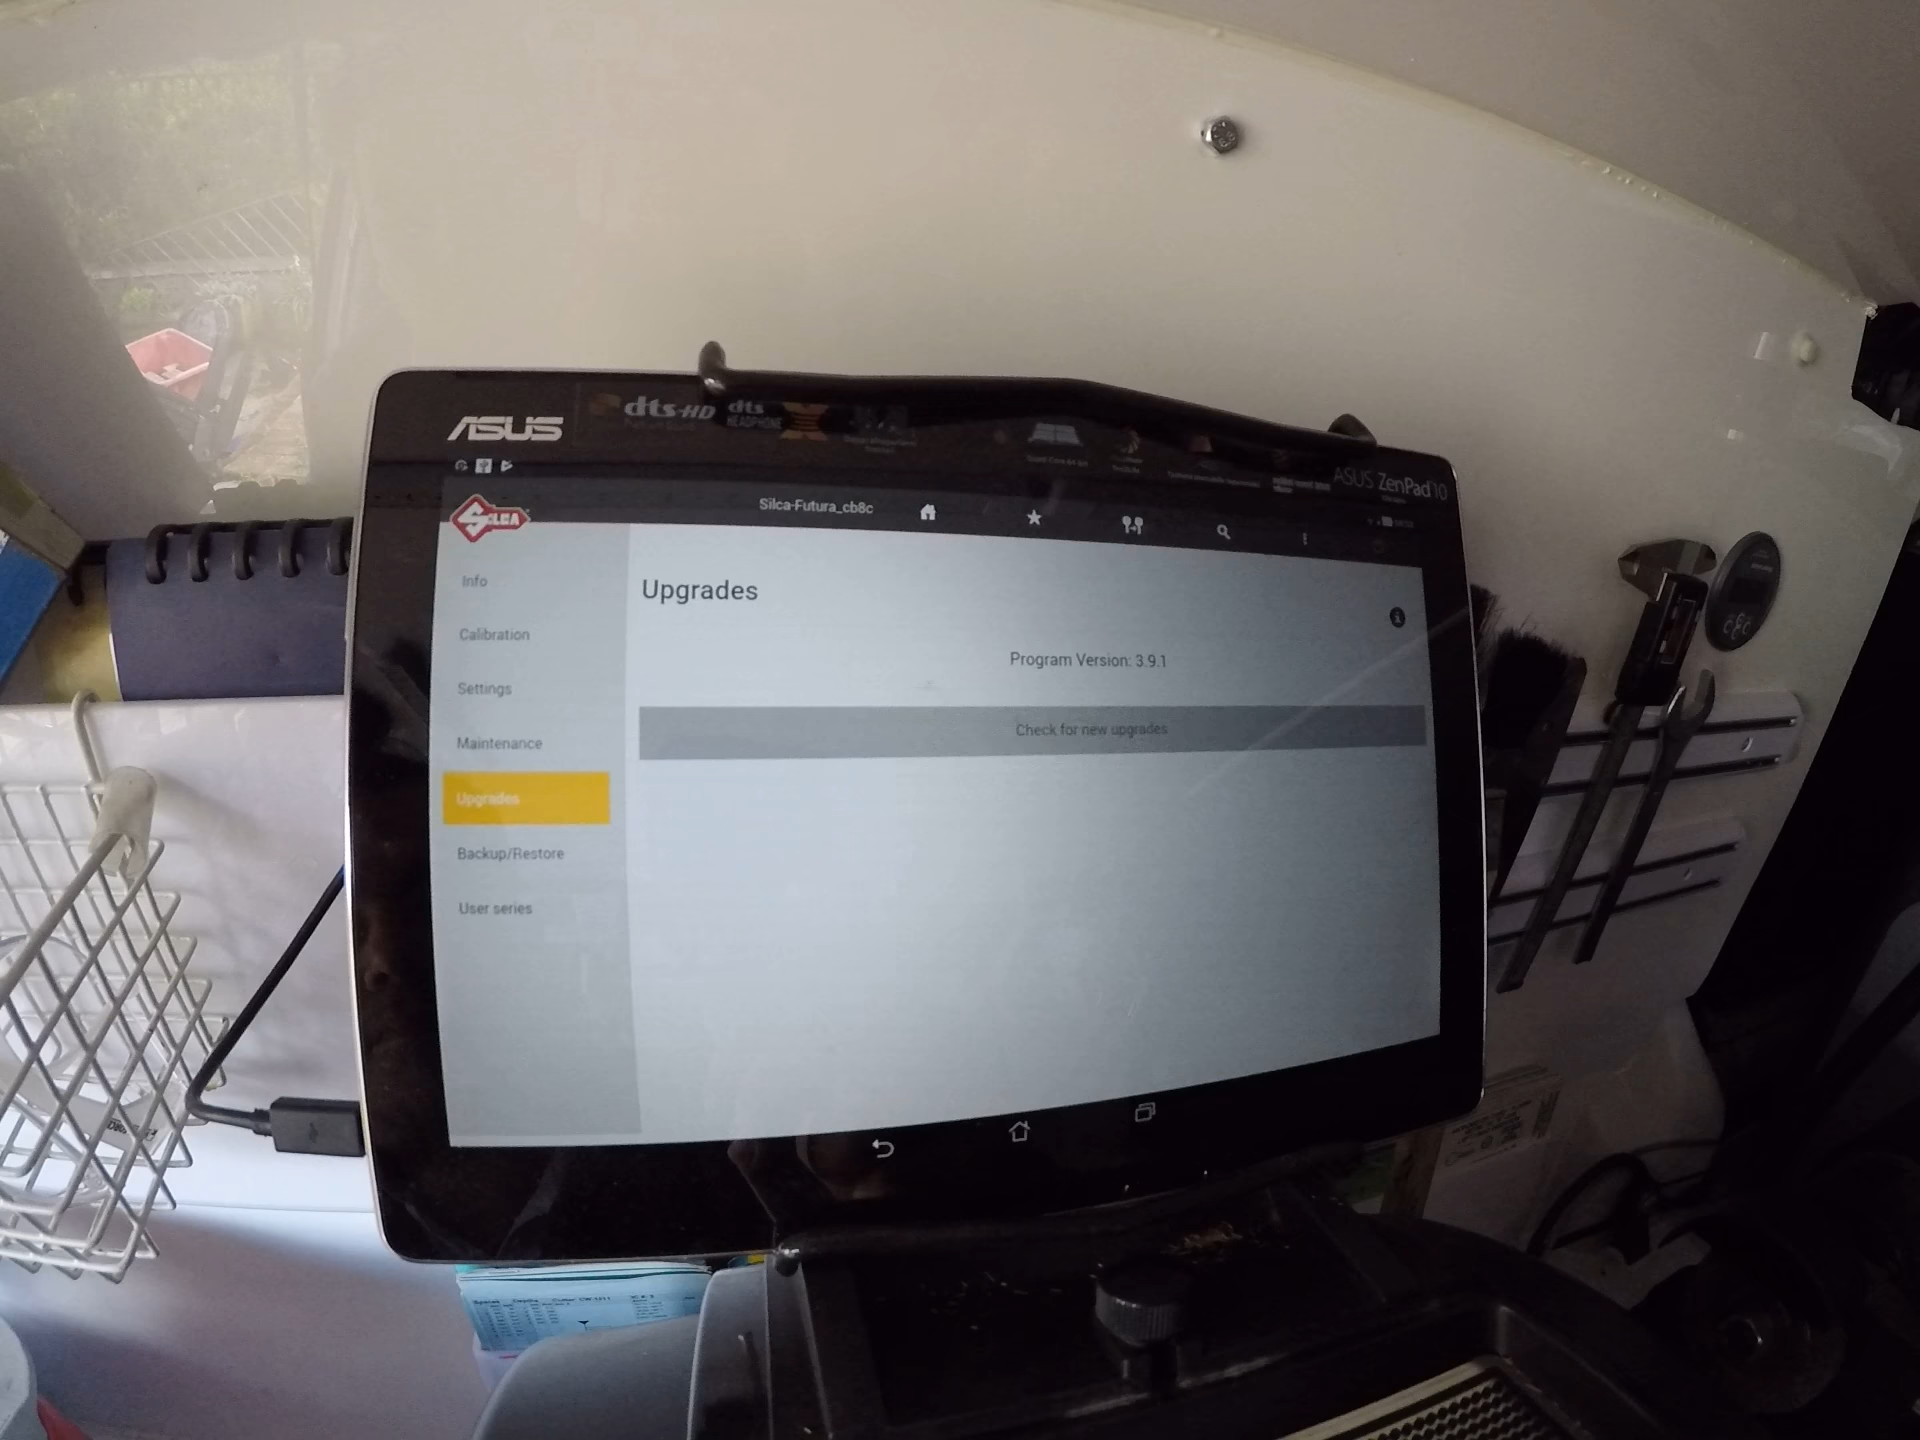 ASUS
dts-HD
dts
HEADPHONE
ASUS ZenPad 10
SILCA
Silca-Futura_cb8c
Info
Calibration
Settings
Maintenance
Upgrades
Backup/Restore
User series
Upgrades
Program Version: 3.9.1
Check for new upgrades